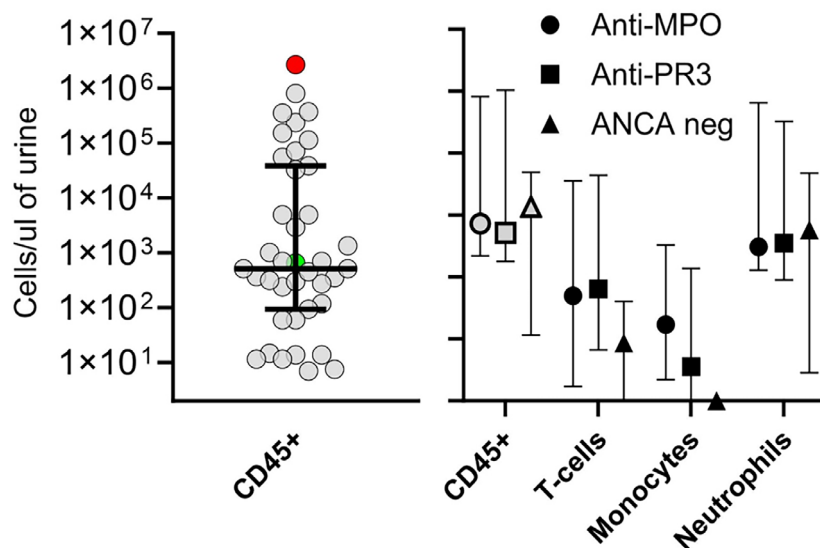 Cells/ul of urine
1×10⁷
1×10⁶
1×10⁵
1×10⁴
1×10³
1×10²
1×10¹
CD45+
Anti-MPO
Anti-PR3
ANCA neg
CD45+
T-cells
Monocytes
Neutrophils